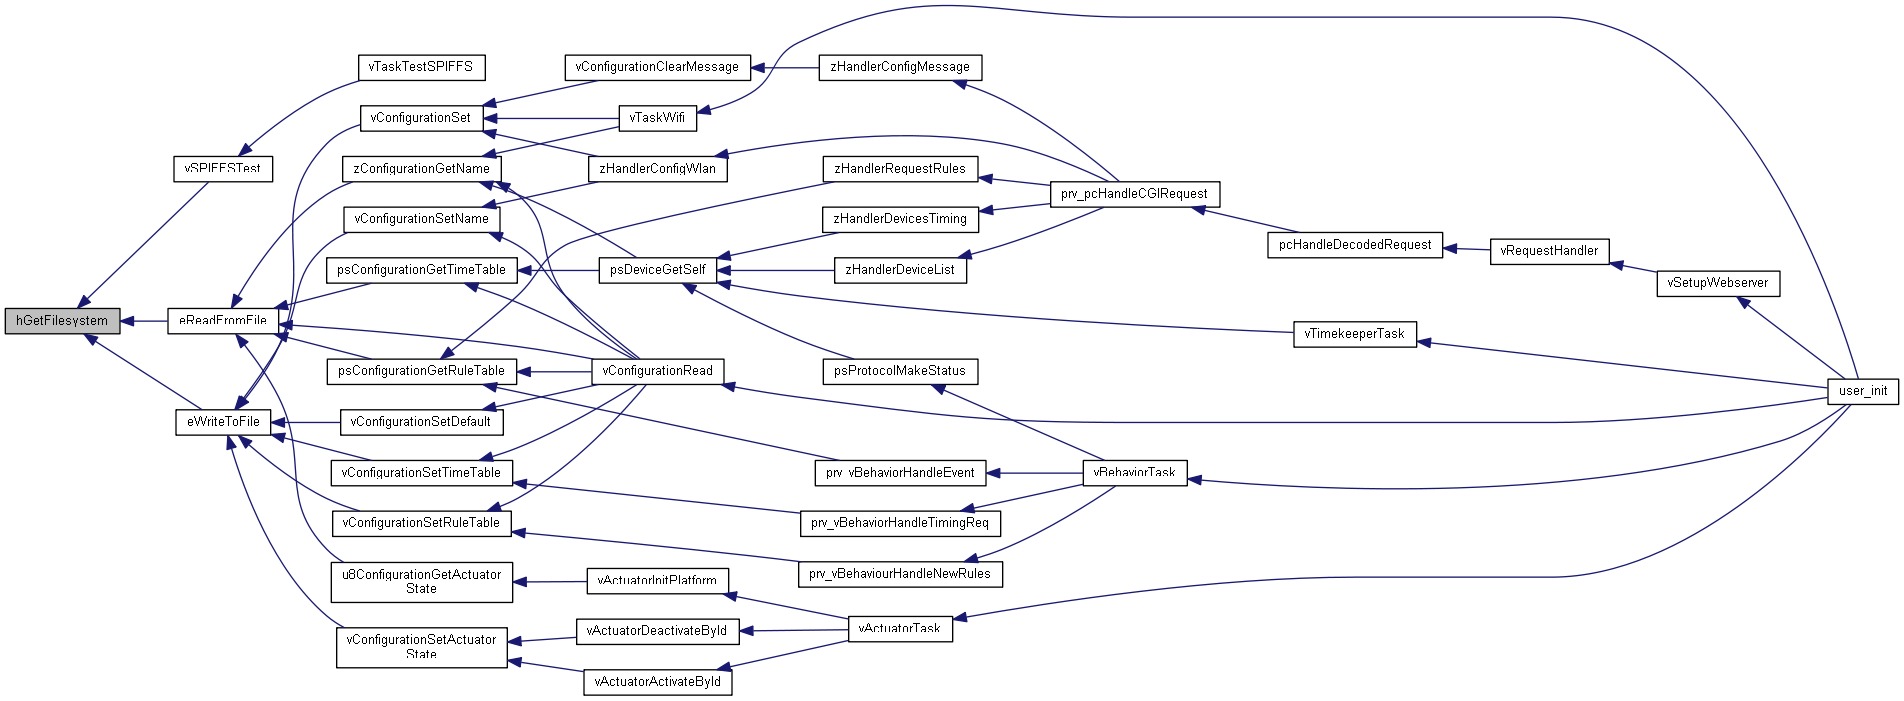 hGetFilesystem
vSPIFFSTest
eReadFromFile
eWriteToFile
vTaskTestSPIFFS
vConfigurationSet
zConfigurationGetName
vConfigurationSetName
psConfigurationGetTimeTable
psConfigurationGetRuleTable
vConfigurationSetDefault
vConfigurationSetTimeTable
vConfigurationSetRuleTable
u8ConfigurationGetActuator
State
vConfigurationSetActuator
State
vConfigurationClearMessage
vTaskWifi
zHandlerConfigWlan
psDeviceGetSelf
vConfigurationRead
vActuatorInitPlatform
vActuatorDeactivateById
vActuatorActivateById
zHandlerConfigMessage
zHandlerRequestRules
zHandlerDevicesTiming
zHandlerDeviceList
psProtocolMakeStatus
prv_vBehaviorHandleEvent
prv_vBehaviorHandleTimingReq
prv_vBehaviourHandleNewRules
vActuatorTask
prv_pcHandleCGIRequest
vBehaviorTask
pcHandleDecodedRequest
vTimekeeperTask
vRequestHandler
vSetupWebserver
user_init